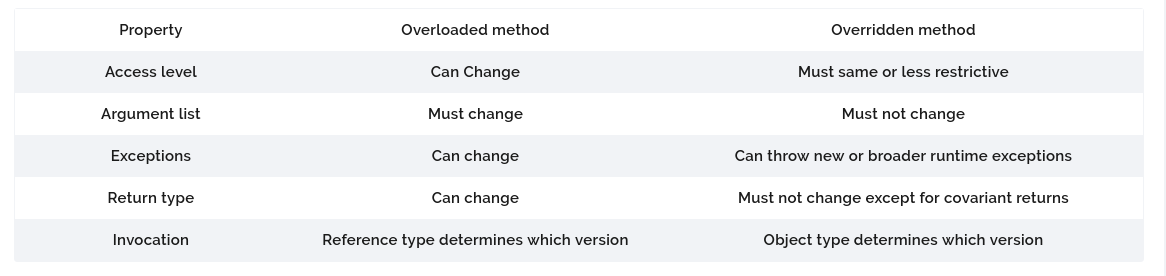 Property Overloaded method Overridden method
Access level Can Change Must same or less restrictive
Argument list Must change Must not change
Exceptions Can change Can throw new or broader runtime exceptions
Return type Can change Must not change except for covariant returns
Invocation Reference type determines which version Object type determines which version